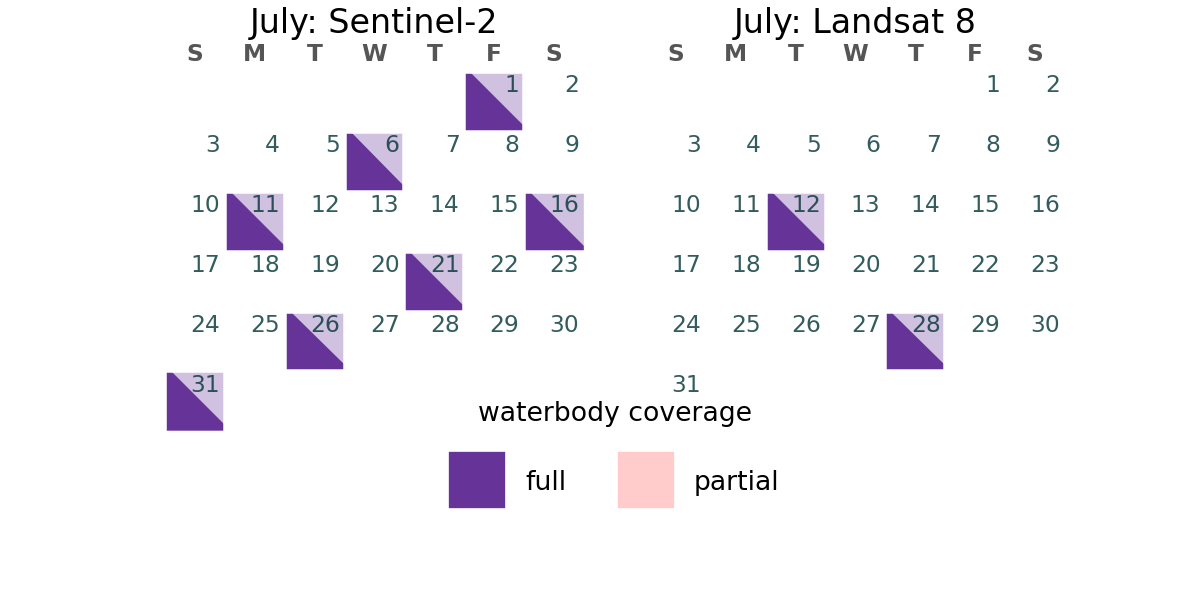 July: Sentinel-2
S M T W T F S
1 2
3 4 5 6 7 8 9
10 11 12 13 14 15 16
17 18 19 20 21 22 23
24 25 26 27 28 29 30
31
July: Landsat 8
S M T W T F S
1 2
3 4 5 6 7 8 9
10 11 12 13 14 15 16
17 18 19 20 21 22 23
24 25 26 27 28 29 30
31
waterbody coverage
full partial